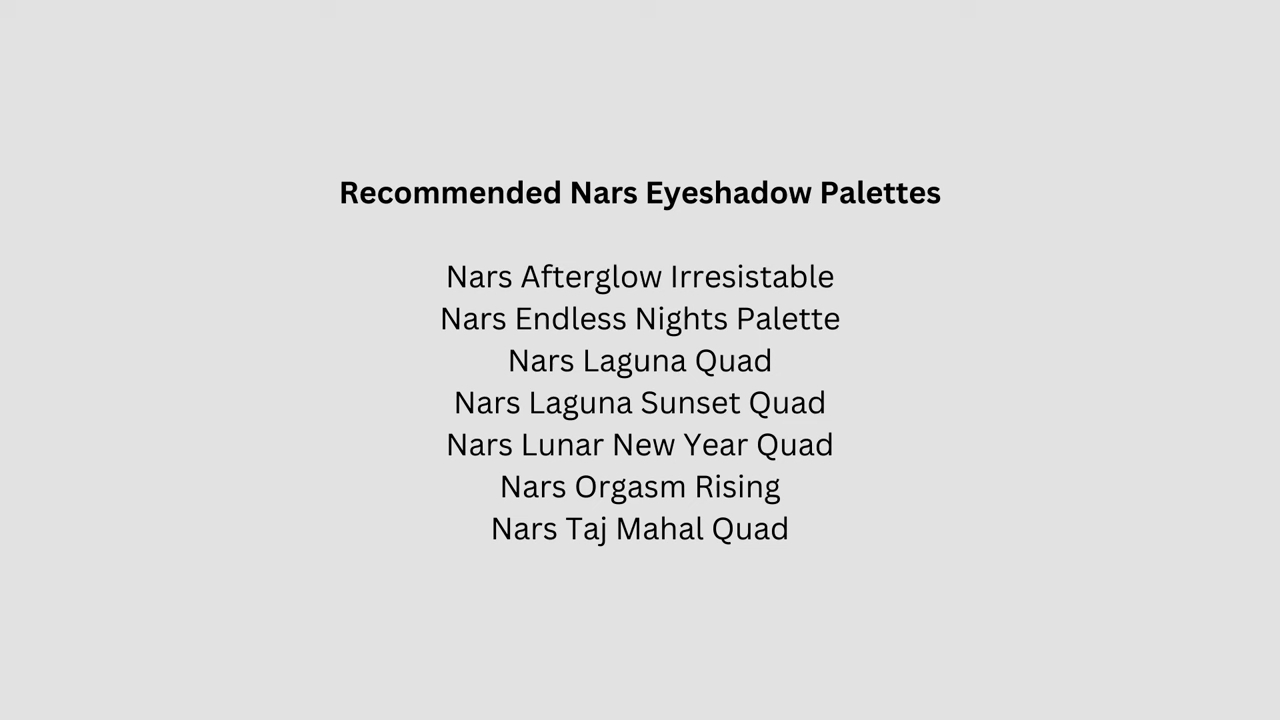 Recommended Nars Eyeshadow Palettes
Nars Afterglow Irresistable
Nars Endless Nights Palette
Nars Laguna Quad
Nars Laguna Sunset Quad
Nars Lunar New Year Quad
Nars Orgasm Rising
Nars Taj Mahal Quad